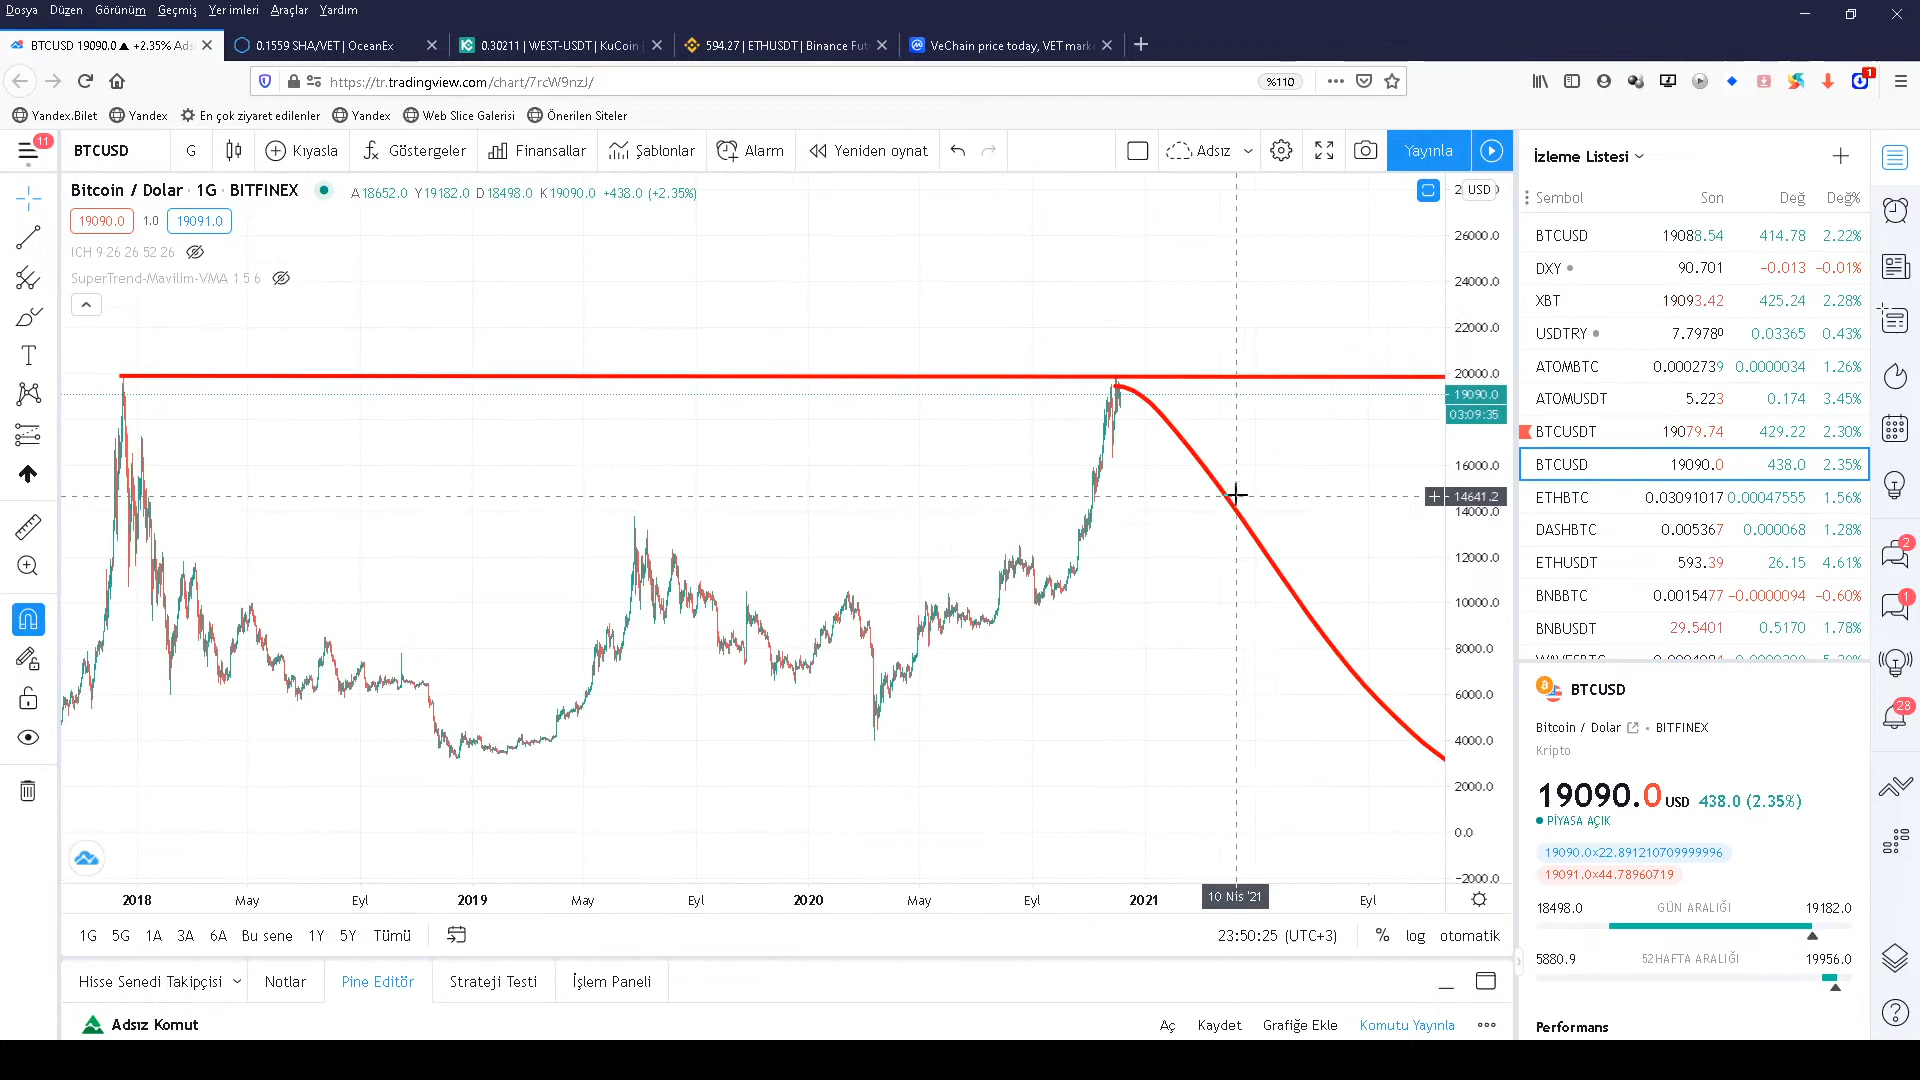 Dosya Düzen Görünüm Geçmiş Yer imleri Araçlar Yardım
BTCUSD 19090.0 ▲ +2.35% Ads
0.1559 SHA/VET | OceanEx
0.30211 | WEST-USDT | KuCoin
594.27 | ETHUSDT | Binance Fut
VeChain price today, VET mark
https://tr.tradingview.com/chart/7rcW9nzJ/
%110
1
Yandex.Bilet Yandex En çok ziyaret edilenler Yandex Web Slice Galerisi Önerilen Siteler
11
BTCUSD G Kıyasla Göstergeler Finansallar Şablonlar Alarm Yeniden oynat Adsız Yayınla
Bitcoin / Dolar · 1G · BITFINEX
A18652.0 Y19182.0 D18498.0 K19090.0 +438.0 (+2.35%)
19090.0 1.0 19091.0
ICH 9 26 26 52 26
SuperTrend-Mavilim-VMA 1 5 6
USD
26000.0
24000.0
22000.0
20000.0
19090.0
03:09:35
16000.0
14641.2
14000.0
12000.0
10000.0
8000.0
6000.0
4000.0
2000.0
0.0
−2000.0
2018 May Eyl 2019 May Eyl 2020 May Eyl 2021 10 Nis '21 Eyl
1G 5G 1A 3A 6A Bu sene 1Y 5Y Tümü
23:50:25 (UTC+3) % log otomatik
Hisse Senedi Takipçisi Notlar Pine Editör Strateji Testi İşlem Paneli
Adsız Komut
Aç Kaydet Grafiğe Ekle Komutu Yayınla
İzleme Listesi
Sembol Son Değ Değ%
BTCUSD 19088.54 414.78 2.22%
DXY 90.701 −0.013 −0.01%
XBT 19093.42 425.24 2.28%
USDTRY 7.79780 0.03365 0.43%
ATOMBTC 0.0002739 0.0000034 1.26%
ATOMUSDT 5.223 0.174 3.45%
BTCUSDT 19079.74 429.22 2.30%
BTCUSD 19090.0 438.0 2.35%
ETHBTC 0.03091017 0.00047555 1.56%
DASHBTC 0.005367 0.000068 1.28%
ETHUSDT 593.39 26.15 4.61%
BNBBTC 0.0015477 −0.0000094 −0.60%
BNBUSDT 29.5401 0.5170 1.78%
BTCUSD
Bitcoin / Dolar • BITFINEX
Kripto
19090.0 USD 438.0 (2.35%)
PİYASA AÇIK
19090.0x22.891210709999996
19091.0x44.78960719
18498.0 GÜN ARALIĞI 19182.0
5880.9 52HAFTA ARALIĞI 19956.0
Performans
2
1
28